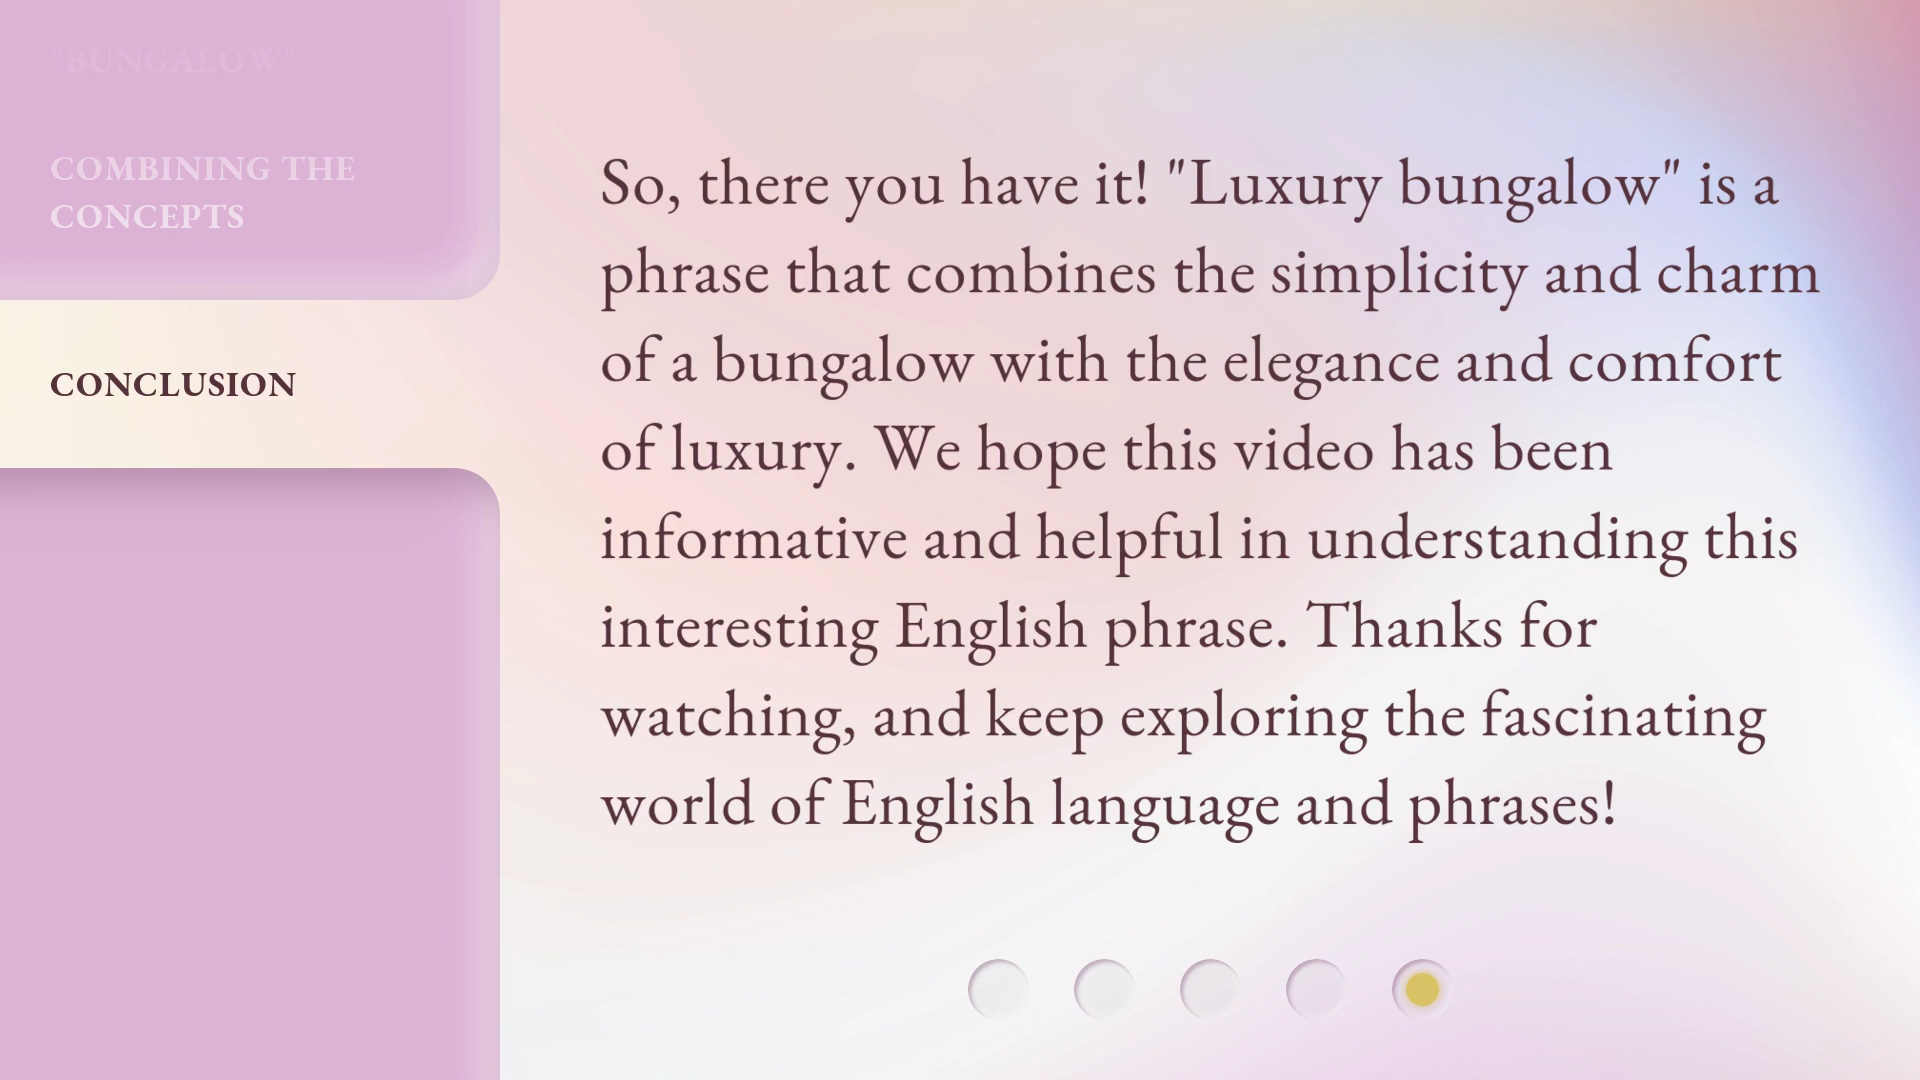 "BUNGALOW"
COMBINING THE
CONCEPTS
CONCLUSION
So, there you have it! "Luxury bungalow" is a
phrase that combines the simplicity and charm
of a bungalow with the elegance and comfort
of luxury. We hope this video has been
informative and helpful in understanding this
interesting English phrase. Thanks for
watching, and keep exploring the fascinating
world of English language and phrases!